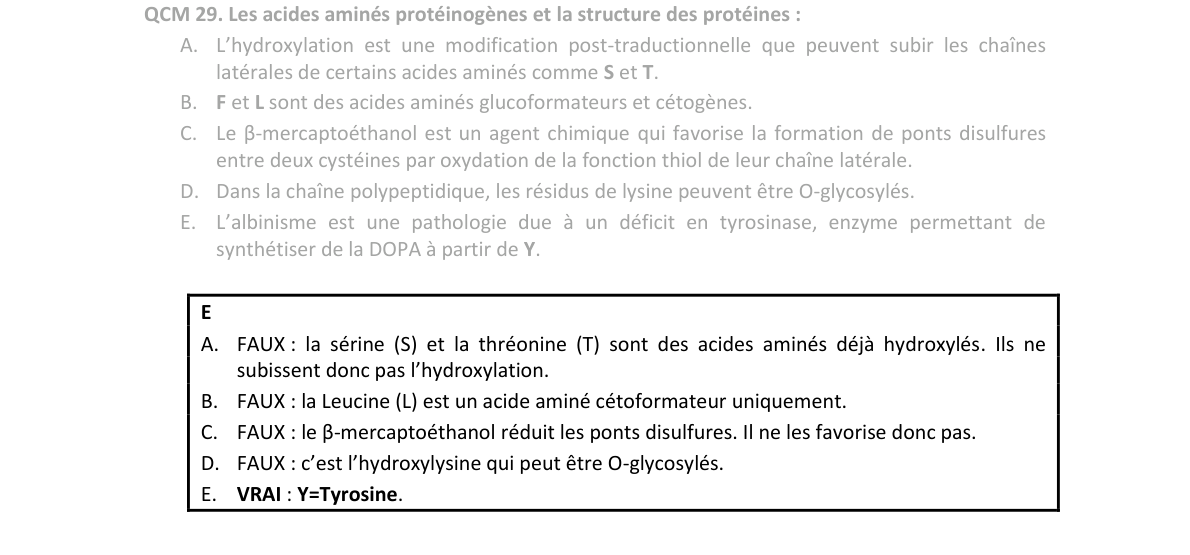 QCM 29. Les acides aminés protéinogènes et la structure des protéines :
A. L’hydroxylation est une modification post-traductionnelle que peuvent subir les chaînes
latérales de certains acides aminés comme S et T.
B. F et L sont des acides aminés glucoformateurs et cétogènes.
C. Le β-mercaptoéthanol est un agent chimique qui favorise la formation de ponts disulfures
entre deux cystéines par oxydation de la fonction thiol de leur chaîne latérale.
D. Dans la chaîne polypeptidique, les résidus de lysine peuvent être O-glycosylés.
E. L’albinisme est une pathologie due à un déficit en tyrosinase, enzyme permettant de
synthétiser de la DOPA à partir de Y.
E
A. FAUX : la sérine (S) et la thréonine (T) sont des acides aminés déjà hydroxylés. Ils ne
subissent donc pas l’hydroxylation.
B. FAUX : la Leucine (L) est un acide aminé cétoformateur uniquement.
C. FAUX : le β-mercaptoéthanol réduit les ponts disulfures. Il ne les favorise donc pas.
D. FAUX : c’est l’hydroxylysine qui peut être O-glycosylés.
E. VRAI : Y=Tyrosine.